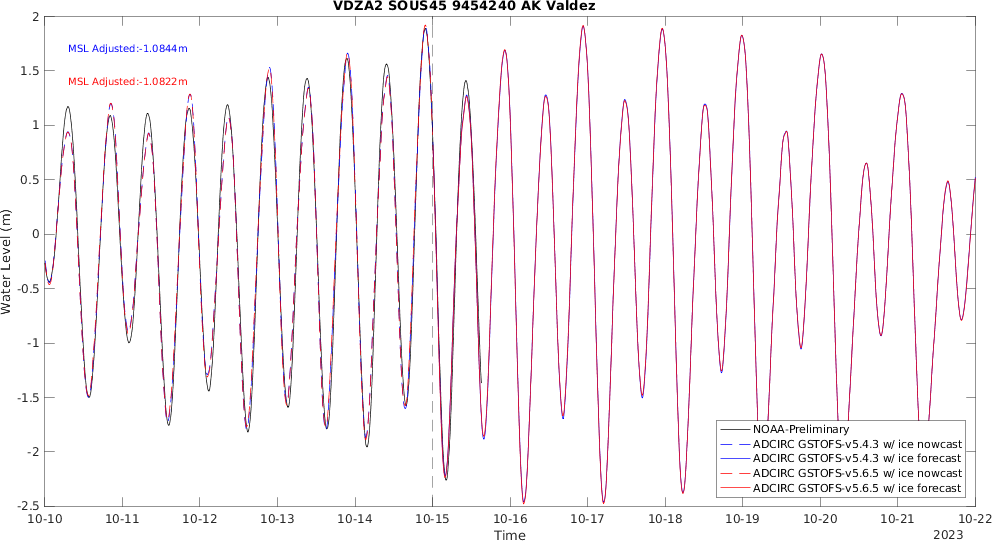 VDZA2 SOUS45 9454240 AK Valdez
MSL Adjusted:-1.0844m
MSL Adjusted:-1.0822m
Water Level (m)
2
1.5
1
0.5
0
-0.5
-1
-1.5
-2
-2.5
NOAA-Preliminary
ADCIRC GSTOFS-v5.4.3 w/ ice nowcast
ADCIRC GSTOFS-v5.4.3 w/ ice forecast
ADCIRC GSTOFS-v5.6.5 w/ ice nowcast
ADCIRC GSTOFS-v5.6.5 w/ ice forecast
10-10 10-11 10-12 10-13 10-14 10-15 10-16 10-17 10-18 10-19 10-20 10-21 10-22
Time
2023